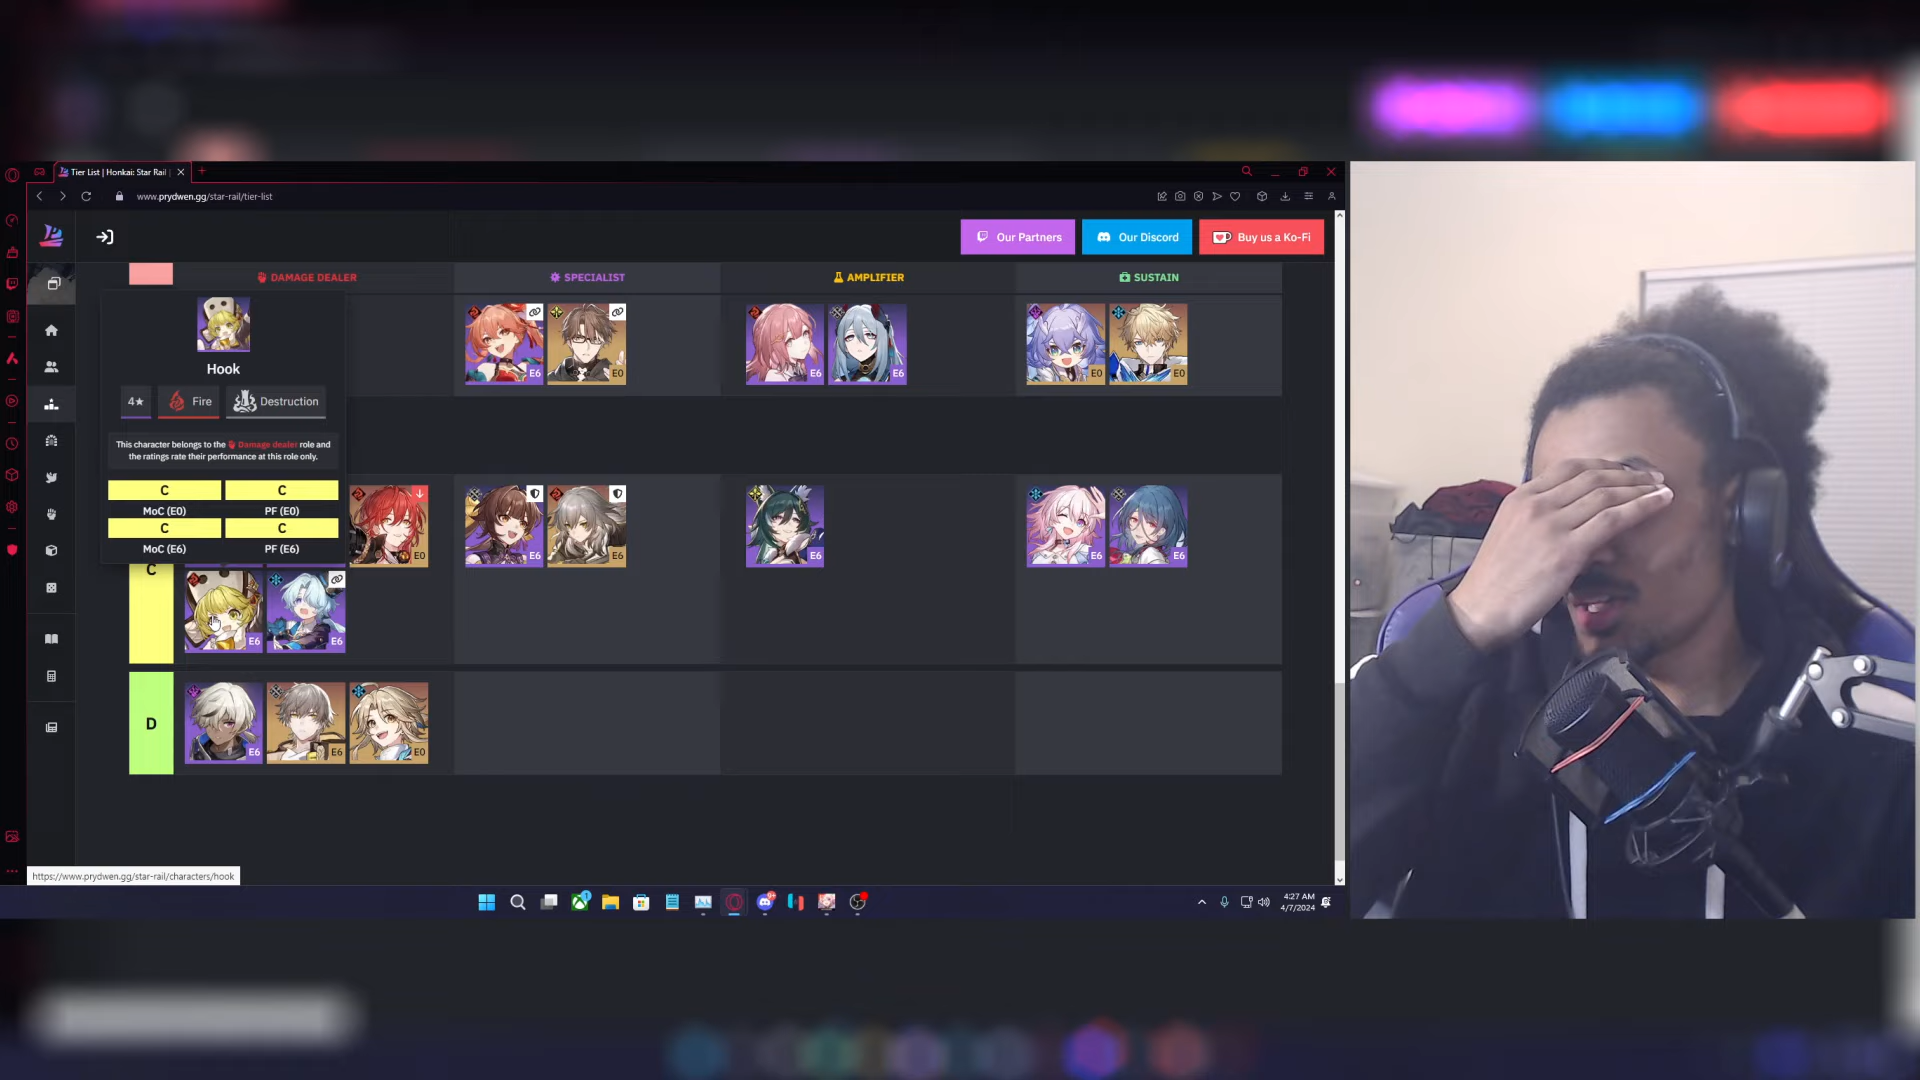 Tier List | Honkai: Star Rail |
www.prydwen.gg/star-rail/tier-list
Our Partners
Our Discord
Buy us a Ko-Fi
DAMAGE DEALER
SPECIALIST
AMPLIFIER
SUSTAIN
E6
E0
E6
E6
E0
E0
Hook
4★
Fire
Destruction
This character belongs to the Damage dealer role and
the ratings rate their performance at this role only.
C
C
MoC (E0)
PF (E0)
C
C
MoC (E6)
PF (E6)
E0
E6
E6
E6
E6
E6
C
E6
E6
D
E6
E6
E0
https://www.prydwen.gg/star-rail/characters/hook
4:27 AM
4/7/2024